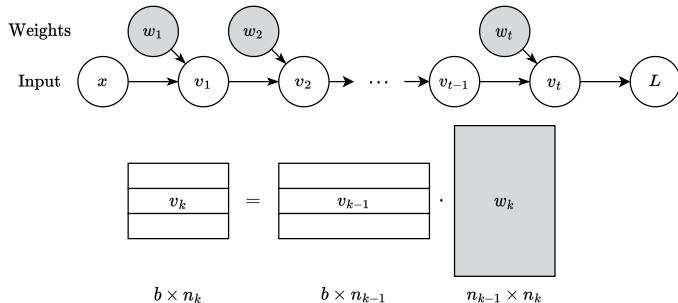 Weights w₁ w₂ wₜ
Input x v₁ v₂ ⋯ vₜ₋₁ vₜ L
vₖ = vₖ₋₁ · wₖ
b × nₖ b × nₖ₋₁ nₖ₋₁ × nₖ